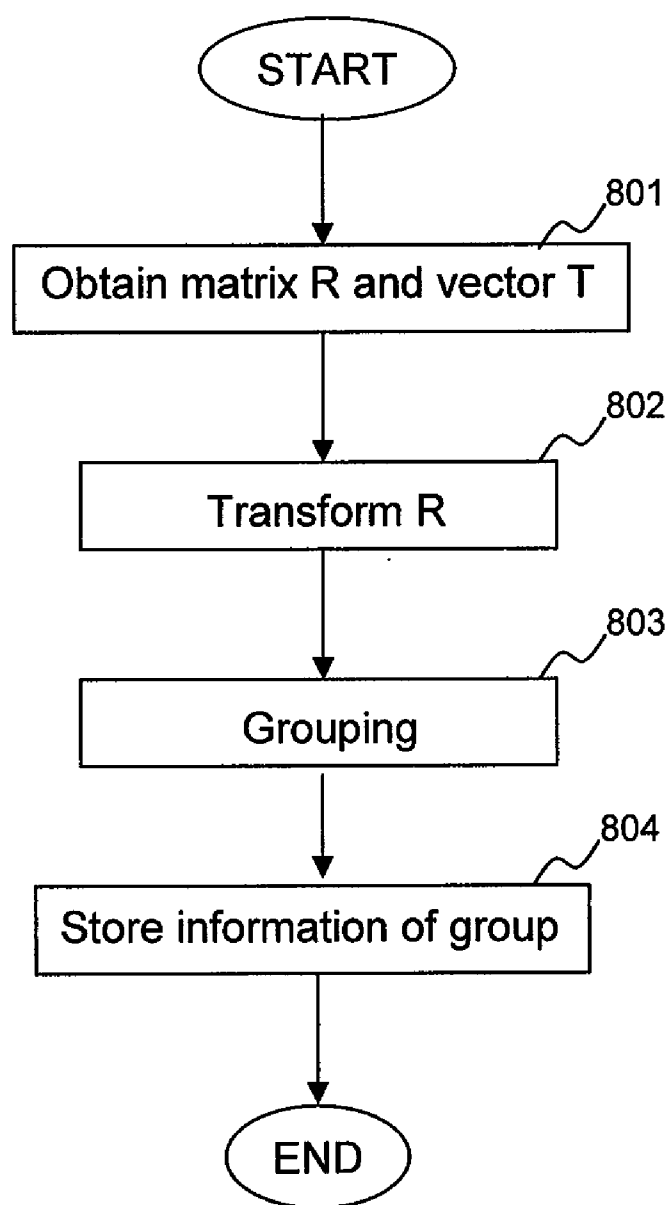 START
801
Obtain matrix R and vector T
802
Transform R
803
Grouping
804
Store information of group
END